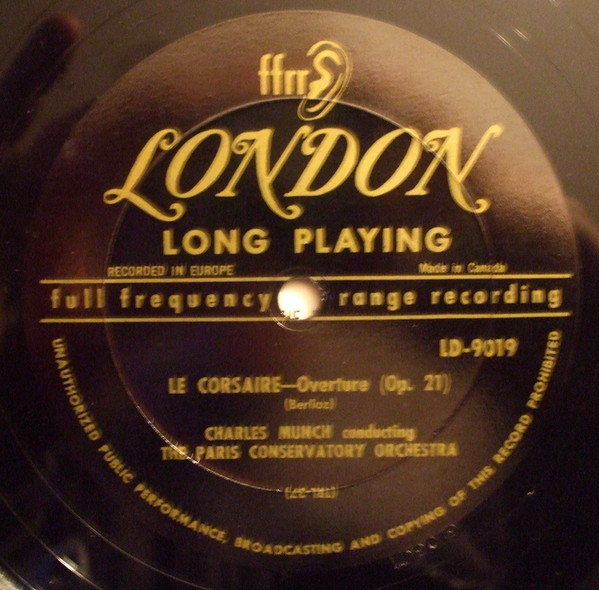 ffrr
LONDON
LONG PLAYING
RECORDED IN EUROPE Made in Canada
full frequency range recording
LD-9019
LE CORSAIRE—Overture (Op. 21)
(Berlioz)
CHARLES MUNCH conducting
THE PARIS CONSERVATORY ORCHESTRA
UNAUTHORIZED PUBLIC PERFORMANCE, BROADCASTING AND COPYING OF THIS RECORD PROHIBITED